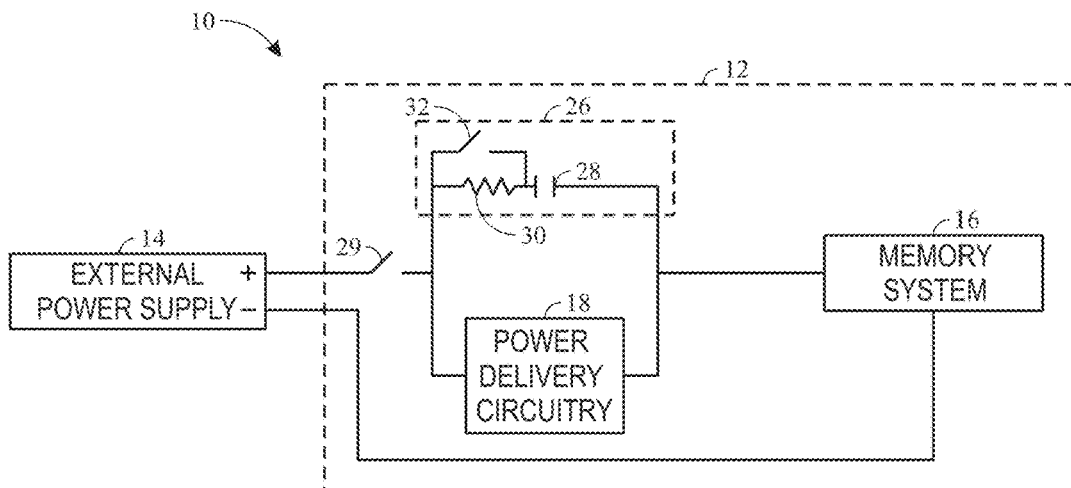 10
12
32
26
28
30
14
EXTERNAL
POWER SUPPLY
+
−
29
18
POWER
DELIVERY
CIRCUITRY
16
MEMORY
SYSTEM